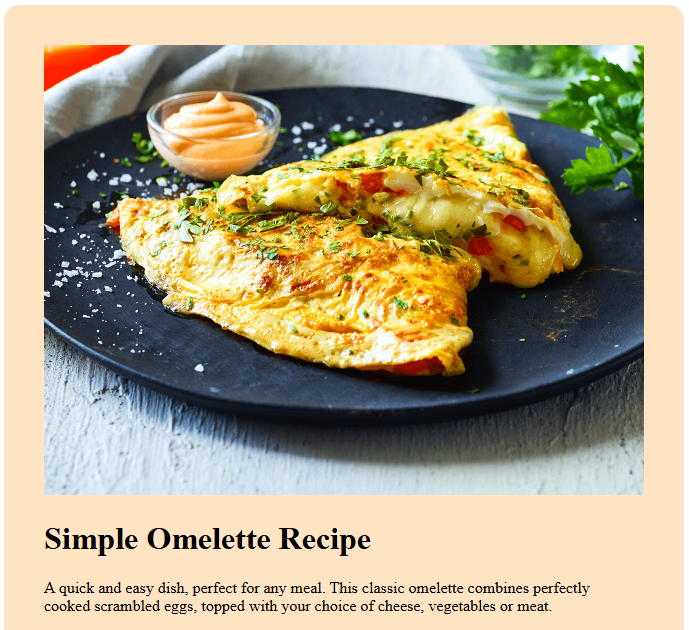 Simple Omelette Recipe
A quick and easy dish, perfect for any meal. This classic omelette combines perfectly
cooked scrambled eggs, topped with your choice of cheese, vegetables or meat.